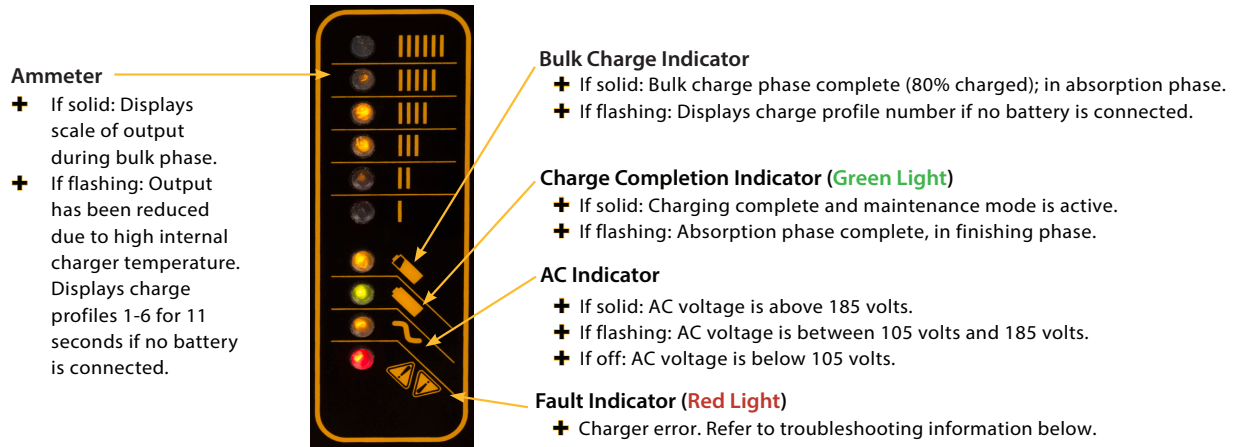 Ammeter
✚ If solid: Displays
scale of output
during bulk phase.
✚ If flashing: Output
has been reduced
due to high internal
charger temperature.
Displays charge
profiles 1-6 for 11
seconds if no battery
is connected.
Bulk Charge Indicator
✚ If solid: Bulk charge phase complete (80% charged); in absorption phase.
✚ If flashing: Displays charge profile number if no battery is connected.
Charge Completion Indicator (Green Light)
✚ If solid: Charging complete and maintenance mode is active.
✚ If flashing: Absorption phase complete, in finishing phase.
AC Indicator
✚ If solid: AC voltage is above 185 volts.
✚ If flashing: AC voltage is between 105 volts and 185 volts.
✚ If off: AC voltage is below 105 volts.
Fault Indicator (Red Light)
✚ Charger error. Refer to troubleshooting information below.